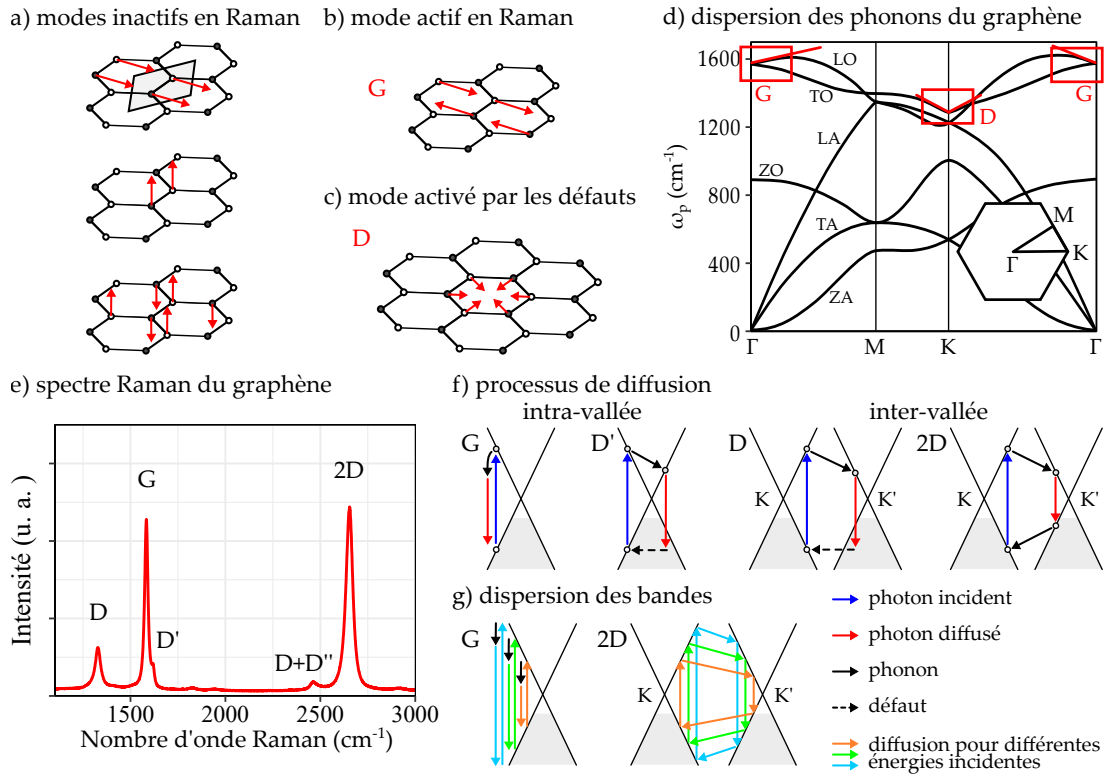 a) modes inactifs en Raman
b) mode actif en Raman
G
c) mode activé par les défauts
D
d) dispersion des phonons du graphène
ωp (cm-1)
1600
1200
800
400
0
G
LO
TO
LA
ZO
TA
ZA
D
G
M
Γ
K
Γ
M
K
Γ
e) spectre Raman du graphène
Intensité (u. a.)
D
G
D'
D+D''
2D
1500
2000
2500
3000
Nombre d'onde Raman (cm-1)
f) processus de diffusion
intra-vallée
inter-vallée
G
D'
D
K
K'
2D
K
K'
g) dispersion des bandes
G
2D
K
K'
photon incident
photon diffusé
phonon
défaut
diffusion pour différentes
énergies incidentes